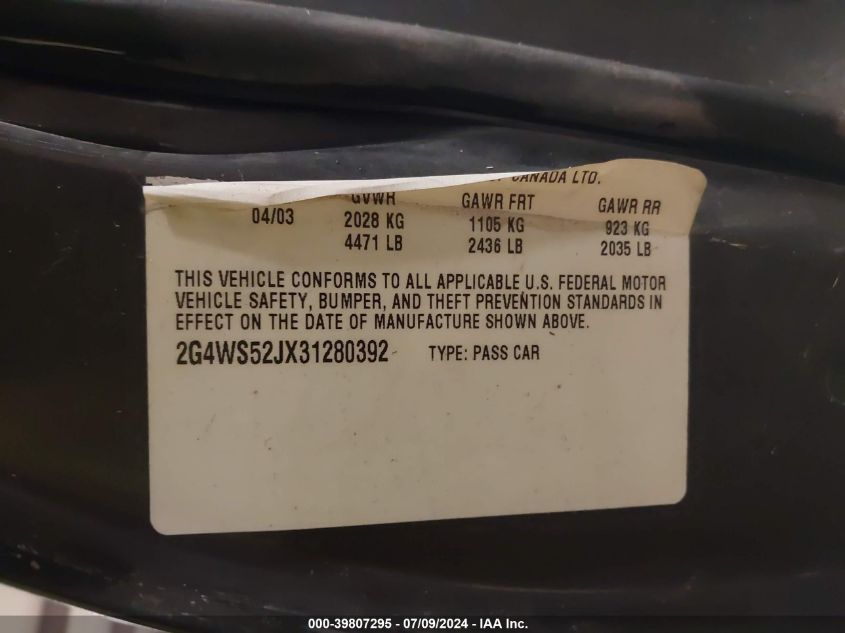 CANADA LTD.
GVWR GAWR FRT GAWR RR
04/03 2028 KG 1105 KG 923 KG
4471 LB 2436 LB 2035 LB
THIS VEHICLE CONFORMS TO ALL APPLICABLE U.S. FEDERAL MOTOR
VEHICLE SAFETY, BUMPER, AND THEFT PREVENTION STANDARDS IN
EFFECT ON THE DATE OF MANUFACTURE SHOWN ABOVE.
2G4WS52JX31280392 TYPE: PASS CAR
000-39807295 - 07/09/2024 - IAA Inc.